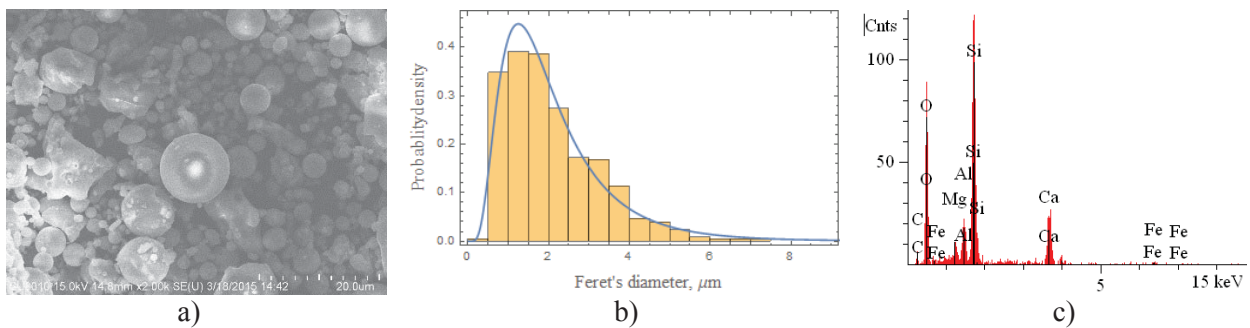 SU8010 15.0kV 14.8mm x2.00k SE(U) 3/18/2015 14:42
20.0um
a)
Probablitydensity
0.4
0.3
0.2
0.1
0.0
0
2
4
6
8
Feret's diameter, μm
b)
Cnts
100
50
O
O
C
C
Fe
Fe
Mg
Al
Al
Si
Si
Si
Ca
Ca
Fe
Fe
Fe
Fe
5
15 keV
c)